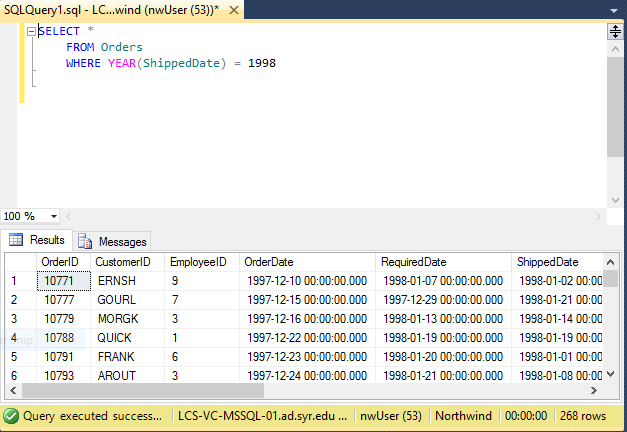 SQLQuery1.sql - LC...wind (nwUser (53))*
SELECT *
FROM Orders
WHERE YEAR(ShippedDate) = 1998
100 %
Results Messages
OrderID CustomerID EmployeeID OrderDate RequiredDate ShippedDate
1 10771 ERNSH 9 1997-12-10 00:00:00.000 1998-01-07 00:00:00.000 1998-01-02 00:00
2 10777 GOURL 7 1997-12-15 00:00:00.000 1997-12-29 00:00:00.000 1998-01-21 00:00
3 10779 MORGK 3 1997-12-16 00:00:00.000 1998-01-13 00:00:00.000 1998-01-14 00:00
4 10788 QUICK 1 1997-12-22 00:00:00.000 1998-01-19 00:00:00.000 1998-01-19 00:00
5 10791 FRANK 6 1997-12-23 00:00:00.000 1998-01-20 00:00:00.000 1998-01-01 00:00
6 10793 AROUT 3 1997-12-24 00:00:00.000 1998-01-21 00:00:00.000 1998-01-08 00:00
Query executed success... LCS-VC-MSSQL-01.ad.syr.edu ... nwUser (53) Northwind 00:00:00 268 rows